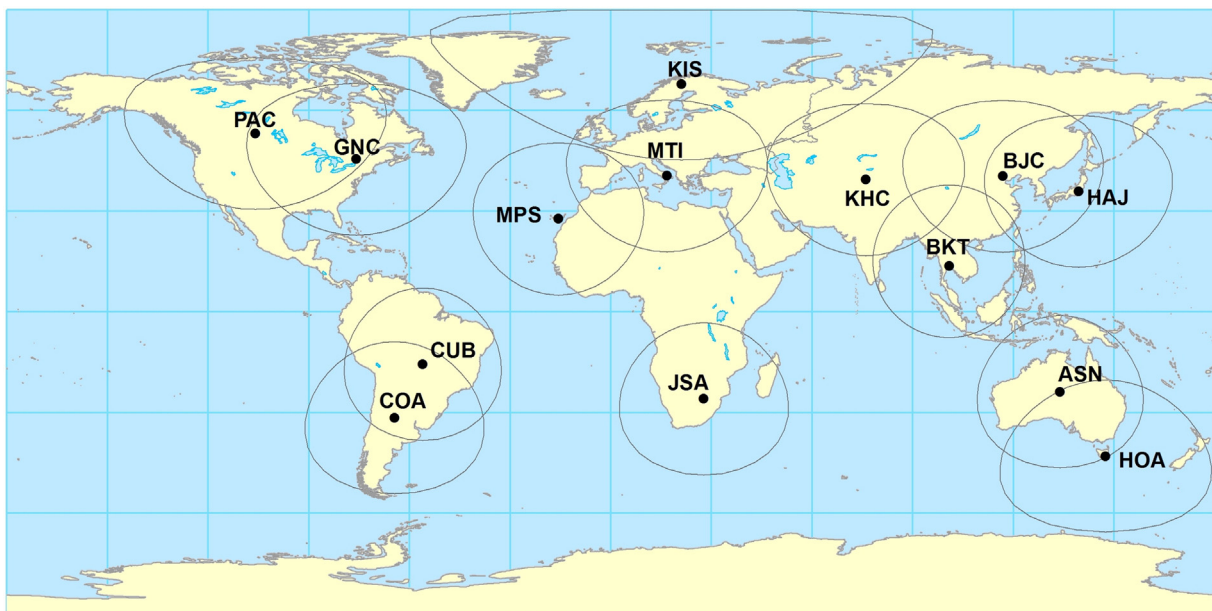 KIS
PAC
GNC
MTI
BJC
KHC
HAJ
MPS
BKT
CUB
ASN
JSA
COA
HOA